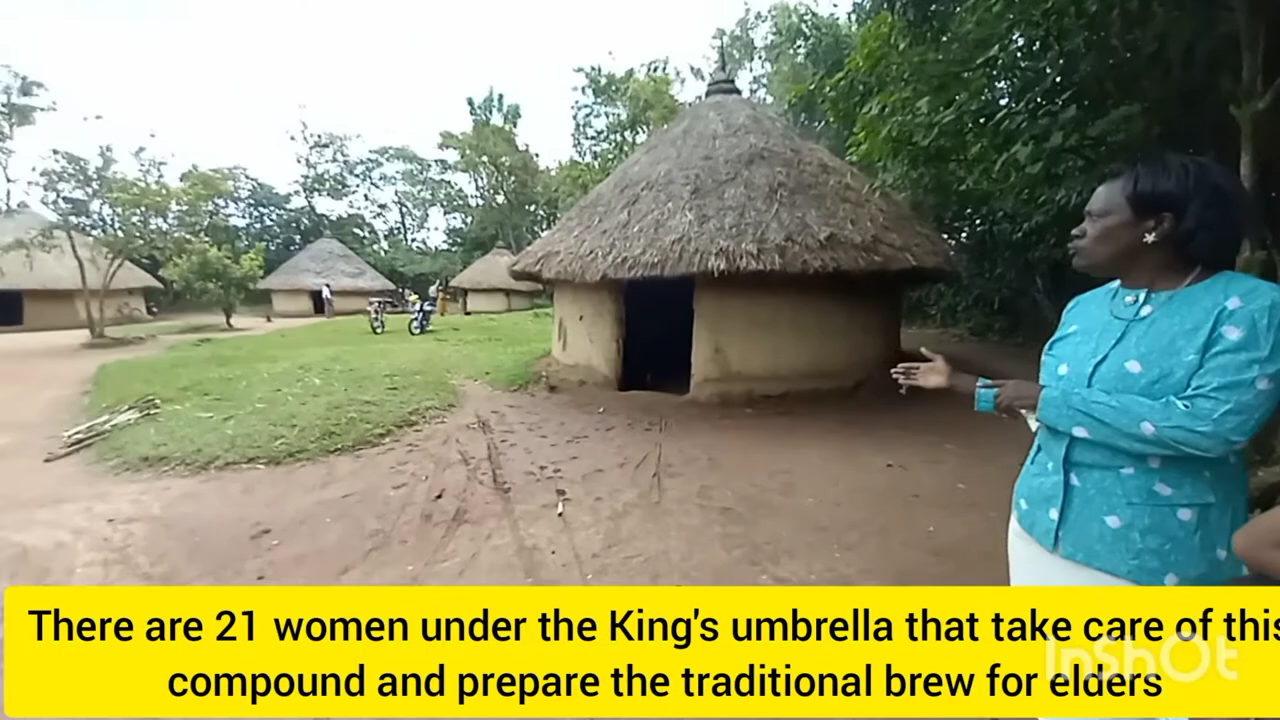 There are 21 women under the King's umbrella that take care of this
compound and prepare the traditional brew for elders
InShOt